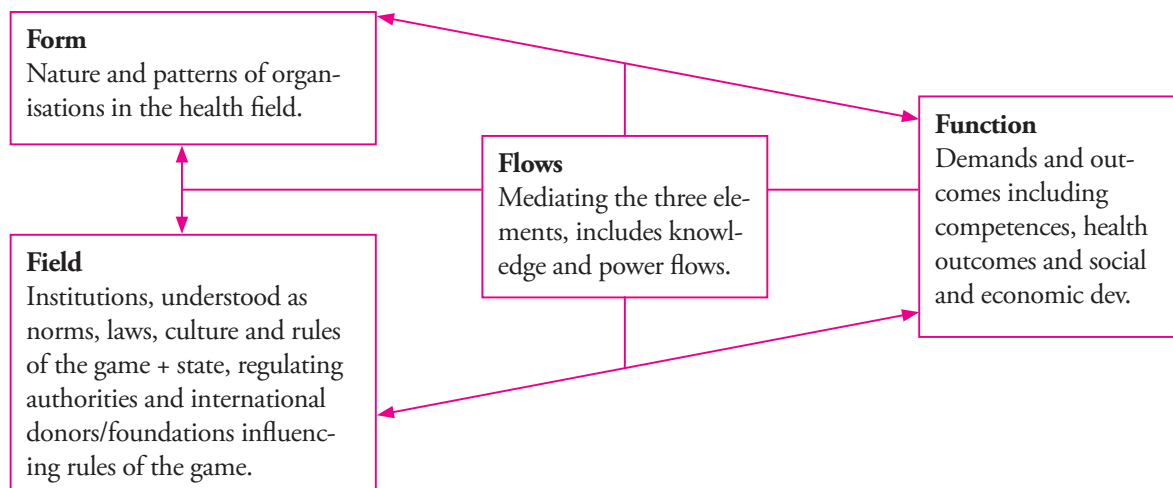 Form
Nature and patterns of organ-
isations in the health field.
Flows
Mediating the three ele-
ments, includes knowl-
edge and power flows.
Function
Demands and out-
comes including
competences, health
outcomes and social
and economic dev.
Field
Institutions, understood as
norms, laws, culture and rules
of the game + state, regulating
authorities and international
donors/foundations influenc-
ing rules of the game.